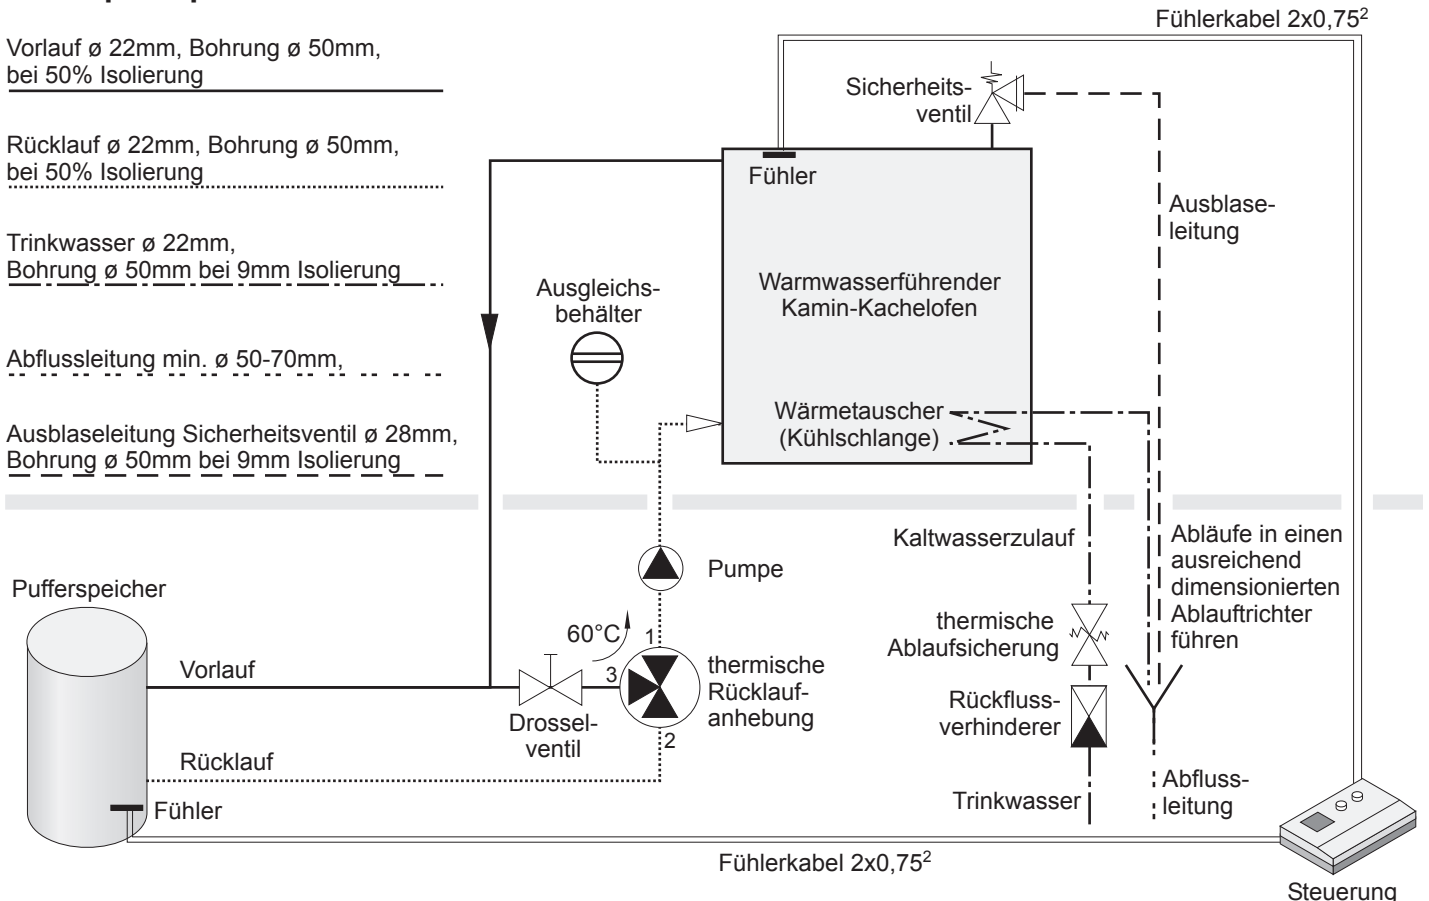 Fühlerkabel 2x0,75²
Vorlauf ø 22mm, Bohrung ø 50mm,
bei 50% Isolierung
Rücklauf ø 22mm, Bohrung ø 50mm,
bei 50% Isolierung
Trinkwasser ø 22mm,
Bohrung ø 50mm bei 9mm Isolierung
Abflussleitung min. ø 50-70mm,
Ausblaseleitung Sicherheitsventil ø 28mm,
Bohrung ø 50mm bei 9mm Isolierung
Sicherheits-
ventil
Fühler
Ausblase-
leitung
Ausgleichs-
behälter
Warmwasserführender
Kamin-Kachelofen
Wärmetauscher
(Kühlschlange)
Kaltwasserzulauf
Abläufe in einen
ausreichend
dimensionierten
Ablauftrichter
führen
Pumpe
Pufferspeicher
thermische
Ablaufsicherung
60°C
1
3
2
thermische
Rücklauf-
anhebung
Vorlauf
Drossel-
ventil
Rückfluss-
verhinderer
Rücklauf
Trinkwasser
Abfluss-
leitung
Fühler
Fühlerkabel 2x0,75²
Steuerung